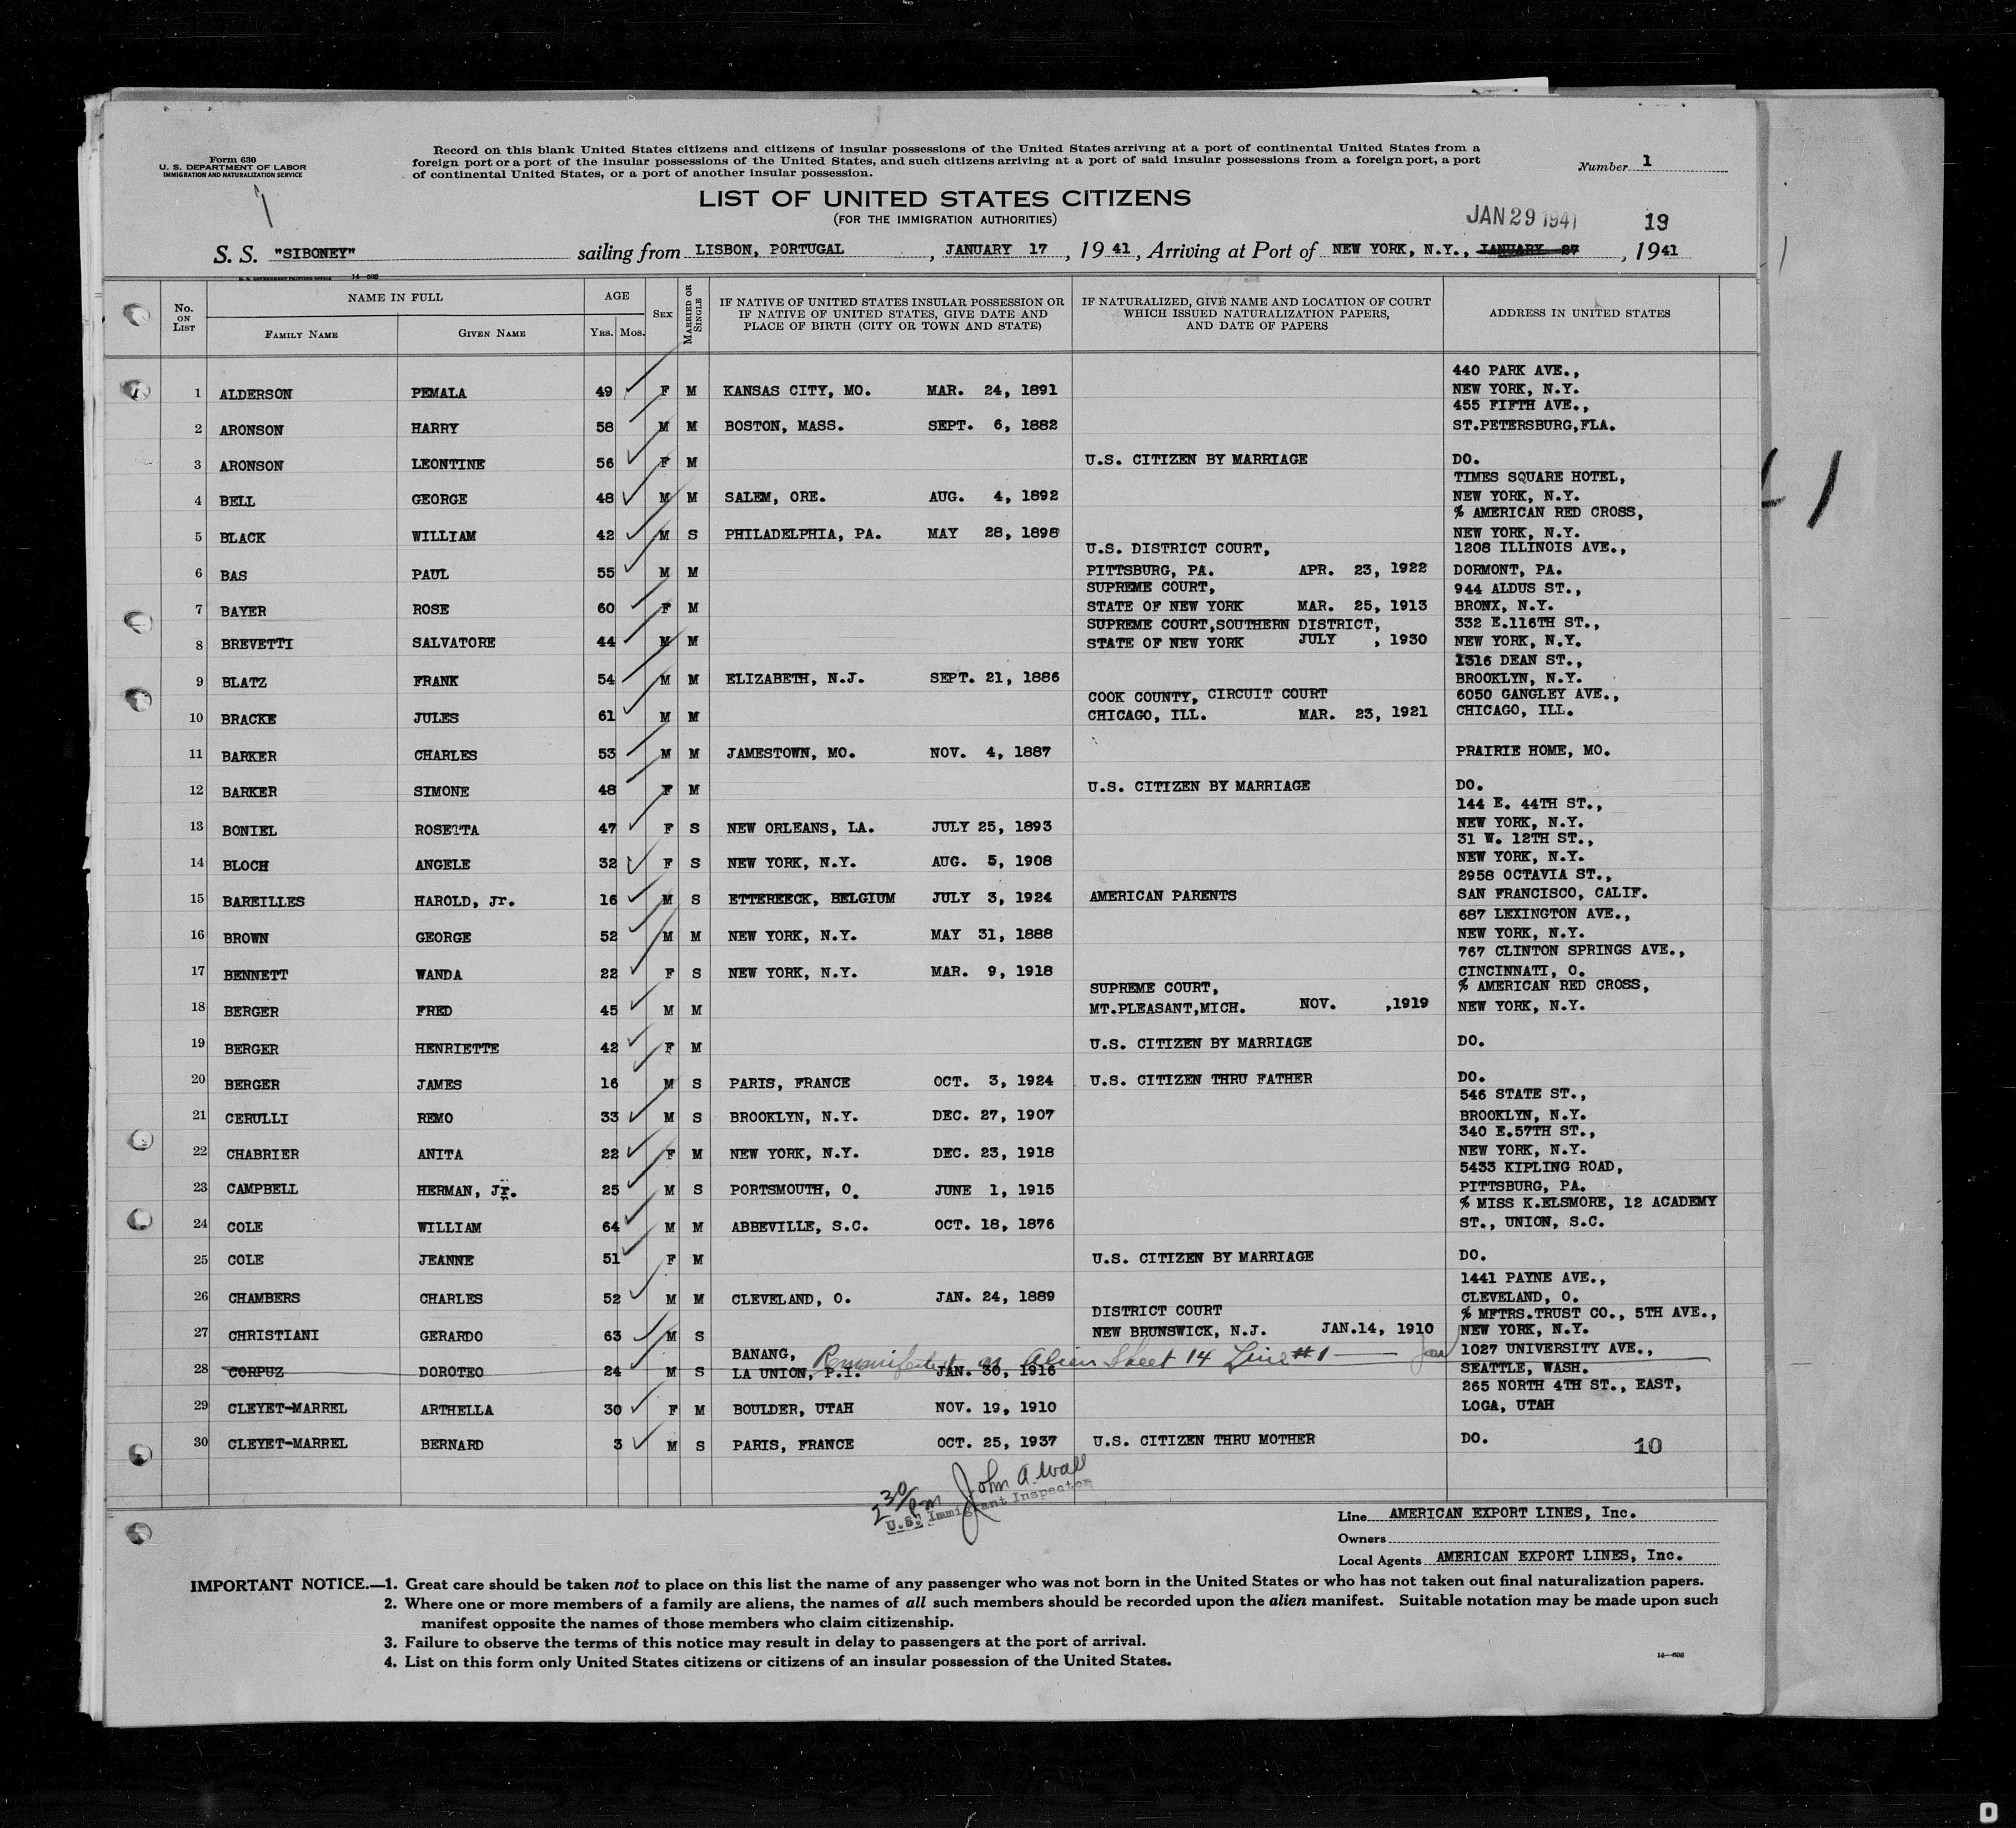 Form 630
U. S. DEPARTMENT OF LABOR
IMMIGRATION AND NATURALIZATION SERVICE
Record on this blank United States citizens and citizens of insular possessions of the United States arriving at a port of continental United States from a
foreign port or a port of the insular possessions of the United States, and such citizens arriving at a port of said insular possessions from a foreign port, a port
of continental United States, or a port of another insular possession.
Number 1
LIST OF UNITED STATES CITIZENS
(FOR THE IMMIGRATION AUTHORITIES)
JAN 29 1941 19
S. S. "SIBONEY" sailing from LISBON, PORTUGAL, JANUARY 17, 1941, Arriving at Port of NEW YORK, N.Y., JANUARY 27, 1941
U. S. GOVERNMENT PRINTING OFFICE 14—608
No. ON LIST NAME IN FULL FAMILY NAME GIVEN NAME AGE YRS. MOS. SEX MARRIED OR SINGLE IF NATIVE OF UNITED STATES INSULAR POSSESSION OR IF NATIVE OF UNITED STATES, GIVE DATE AND PLACE OF BIRTH (CITY OR TOWN AND STATE) IF NATURALIZED, GIVE NAME AND LOCATION OF COURT WHICH ISSUED NATURALIZATION PAPERS, AND DATE OF PAPERS ADDRESS IN UNITED STATES
1 ALDERSON PEMALA 49 F M KANSAS CITY, MO. MAR. 24, 1891 440 PARK AVE., NEW YORK, N.Y.
2 ARONSON HARRY 58 M M BOSTON, MASS. SEPT. 6, 1882 455 FIFTH AVE., ST.PETERSBURG,FLA.
3 ARONSON LEONTINE 56 F M U.S. CITIZEN BY MARRIAGE DO.
4 BELL GEORGE 48 M M SALEM, ORE. AUG. 4, 1892 TIMES SQUARE HOTEL, NEW YORK, N.Y.
5 BLACK WILLIAM 42 M S PHILADELPHIA, PA. MAY 28, 1898 % AMERICAN RED CROSS, NEW YORK, N.Y.
6 BAS PAUL 55 M M U.S. DISTRICT COURT, PITTSBURG, PA. APR. 23, 1922 1208 ILLINOIS AVE., DORMONT, PA.
7 BAYER ROSE 60 F M SUPREME COURT, STATE OF NEW YORK MAR. 25, 1913 944 ALDUS ST., BRONX, N.Y.
8 BREVETTI SALVATORE 44 M M SUPREME COURT,SOUTHERN DISTRICT, STATE OF NEW YORK JULY , 1930 332 E.116TH ST., NEW YORK, N.Y.
9 BLATZ FRANK 54 M M ELIZABETH, N.J. SEPT. 21, 1886 1316 DEAN ST., BROOKLYN, N.Y.
10 BRACKE JULES 61 M M COOK COUNTY, CIRCUIT COURT CHICAGO, ILL. MAR. 23, 1921 6050 GANGLEY AVE., CHICAGO, ILL.
11 BARKER CHARLES 53 M M JAMESTOWN, MO. NOV. 4, 1887 PRAIRIE HOME, MO.
12 BARKER SIMONE 48 F M U.S. CITIZEN BY MARRIAGE DO.
13 BONIEL ROSETTA 47 F S NEW ORLEANS, LA. JULY 25, 1893 144 E. 44TH ST., NEW YORK, N.Y.
14 BLOCH ANGELE 32 F S NEW YORK, N.Y. AUG. 5, 1908 31 W. 12TH ST., NEW YORK, N.Y.
15 BAREILLES HAROLD, Jr. 16 M S ETTEREECK, BELGIUM JULY 3, 1924 AMERICAN PARENTS 2958 OCTAVIA ST., SAN FRANCISCO, CALIF.
16 BROWN GEORGE 52 M M NEW YORK, N.Y. MAY 31, 1888 687 LEXINGTON AVE., NEW YORK, N.Y.
17 BENNETT WANDA 22 F S NEW YORK, N.Y. MAR. 9, 1918 767 CLINTON SPRINGS AVE., CINCINNATI, O.
18 BERGER FRED 45 M M SUPREME COURT, MT.PLEASANT,MICH. NOV. ,1919 % AMERICAN RED CROSS, NEW YORK, N.Y.
19 BERGER HENRIETTE 42 F M U.S. CITIZEN BY MARRIAGE DO.
20 BERGER JAMES 16 M S PARIS, FRANCE OCT. 3, 1924 U.S. CITIZEN THRU FATHER DO.
21 CERULLI REMO 33 M S BROOKLYN, N.Y. DEC. 27, 1907 546 STATE ST., BROOKLYN, N.Y.
22 CHABRIER ANITA 22 F M NEW YORK, N.Y. DEC. 23, 1918 340 E.57TH ST., NEW YORK, N.Y.
23 CAMPBELL HERMAN, Jr. 25 M S PORTSMOUTH, O. JUNE 1, 1915 5433 KIPLING ROAD, PITTSBURG, PA.
24 COLE WILLIAM 64 M M ABBEVILLE, S.C. OCT. 18, 1876 % MISS K.ELSMORE, 12 ACADEMY ST., UNION, S.C.
25 COLE JEANNE 51 F M U.S. CITIZEN BY MARRIAGE DO.
26 CHAMBERS CHARLES 52 M M CLEVELAND, O. JAN. 24, 1889 1441 PAYNE AVE., CLEVELAND, O.
27 CHRISTIANI GERARDO 63 M S DISTRICT COURT NEW BRUNSWICK, N.J. JAN.14, 1910 % MFTRS.TRUST CO., 5TH AVE., NEW YORK, N.Y.
28 CORPUZ DOROTEO 24 M S BANANG, LA UNION, P.I. JAN. 30, 1916 Remanifested on Alien Sheet 14 Line #1 Jaw 1027 UNIVERSITY AVE., SEATTLE, WASH.
29 CLEYET-MARREL ARTHELLA 30 F M BOULDER, UTAH NOV. 19, 1910 265 NORTH 4TH ST., EAST, LOGA, UTAH
30 CLEYET-MARREL BERNARD 3 M S PARIS, FRANCE OCT. 25, 1937 U.S. CITIZEN THRU MOTHER DO.
10
2 30/pm John A. Wall
U.S. Immigrant Inspector
Line AMERICAN EXPORT LINES, Inc.
Owners
Local Agents AMERICAN EXPORT LINES, Inc.
IMPORTANT NOTICE.—1. Great care should be taken not to place on this list the name of any passenger who was not born in the United States or who has not taken out final naturalization papers.
2. Where one or more members of a family are aliens, the names of all such members should be recorded upon the alien manifest. Suitable notation may be made upon such
manifest opposite the names of those members who claim citizenship.
3. Failure to observe the terms of this notice may result in delay to passengers at the port of arrival.
4. List on this form only United States citizens or citizens of an insular possession of the United States.
14—608